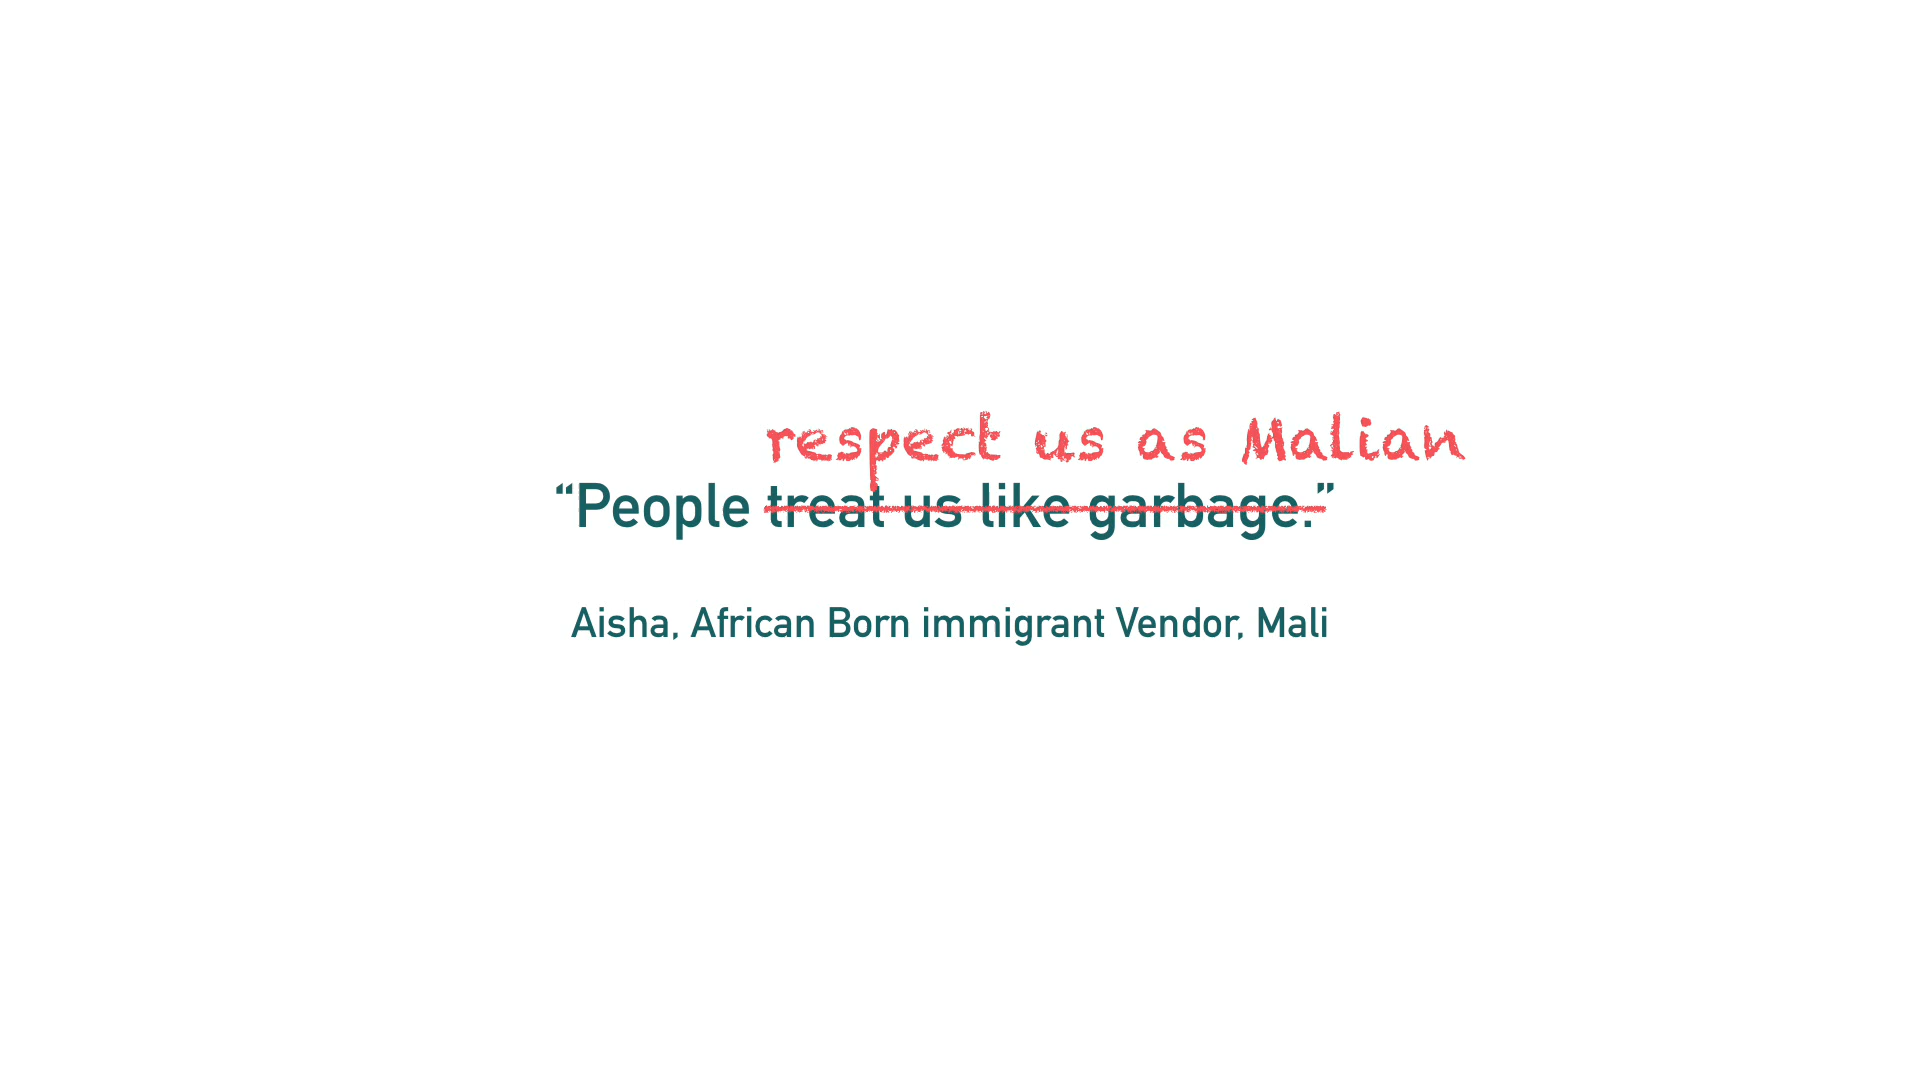 respect us as Malian
“People treat us like garbage.”
Aisha, African Born immigrant Vendor, Mali